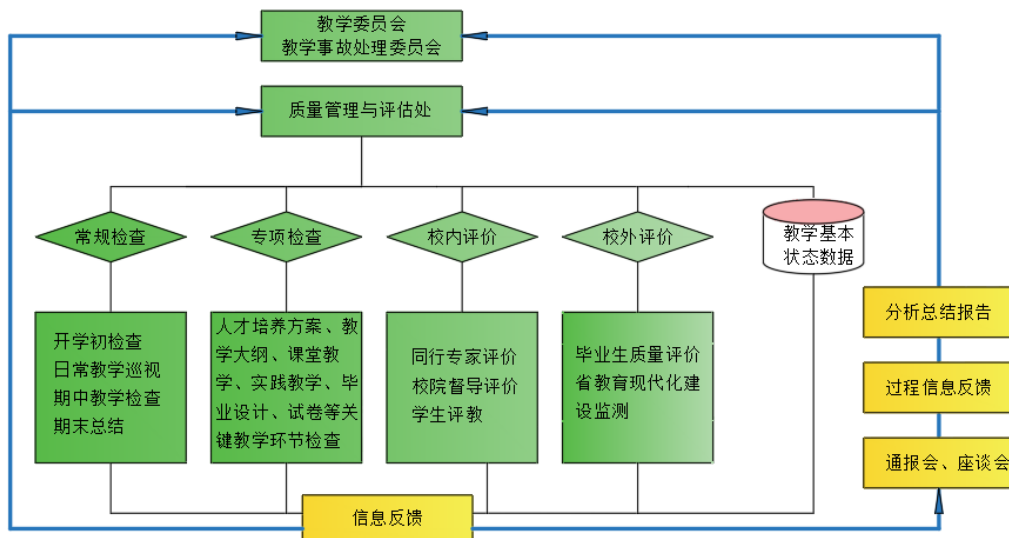 教学委员会
教学事故处理委员会
质量管理与评估处
常规检查
专项检查
校内评价
校外评价
教学基本
状态数据
开学初检查
日常教学巡视
期中教学检查
期末总结
人才培养方案、教
学大纲、课堂教
学、实践教学、毕
业设计、试卷等关
键教学环节检查
同行专家评价
校院督导评价
学生评教
毕业生质量评价
省教育现代化建
设监测
分析总结报告
过程信息反馈
通报会、座谈会
信息反馈